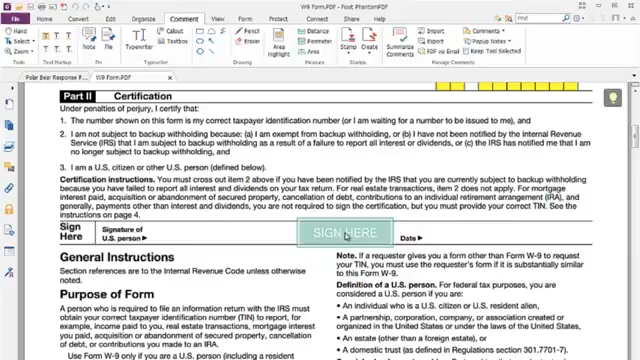 W9 Form.PDF - Foxit PhantomPDF
File Home Convert Edit Organize Comment View Form Protect Share Help
Find
Hand
Select
Zoom
Note
File
Typewriter
Callout
Textbox
Pencil
Eraser
Area Highlight
Distance
Perimeter
Area
Stamp
Create
Summarize Comments
Import
Export
FDF via Email
Comments
Popup Notes
Keep Tool Selected
Polar Bear Response P...
W9 Form.PDF
Part II Certification
Under penalties of perjury, I certify that:
1. The number shown on this form is my correct taxpayer identification number (or I am waiting for a number to be issued to me), and
2. I am not subject to backup withholding because: (a) I am exempt from backup withholding, or (b) I have not been notified by the Internal Revenue
Service (IRS) that I am subject to backup withholding as a result of a failure to report all interest or dividends, or (c) the IRS has notified me that I am
no longer subject to backup withholding, and
3. I am a U.S. citizen or other U.S. person (defined below).
Certification instructions. You must cross out item 2 above if you have been notified by the IRS that you are currently subject to backup withholding
because you have failed to report all interest and dividends on your tax return. For real estate transactions, item 2 does not apply. For mortgage
interest paid, acquisition or abandonment of secured property, cancellation of debt, contributions to an individual retirement arrangement (IRA), and
generally, payments other than interest and dividends, you are not required to sign the certification, but you must provide your correct TIN. See the
instructions on page 4.
Sign Here
Signature of U.S. person
SIGN HERE
Date
General Instructions
Section references are to the Internal Revenue Code unless otherwise
noted.
Purpose of Form
A person who is required to file an information return with the IRS must
obtain your correct taxpayer identification number (TIN) to report, for
example, income paid to you, real estate transactions, mortgage interest
you paid, acquisition or abandonment of secured property, cancellation
of debt, or contributions you made to an IRA.
Use Form W-9 only if you are a U.S. person (including a resident
Note. If a requester gives you a form other than Form W-9 to request
your TIN, you must use the requester's form if it is substantially similar
to this Form W-9.
Definition of a U.S. person. For federal tax purposes, you are
considered a U.S. person if you are:
• An individual who is a U.S. citizen or U.S. resident alien,
• A partnership, corporation, company, or association created or
organized in the United States or under the laws of the United States,
• An estate (other than a foreign estate), or
• A domestic trust (as defined in Regulations section 301.7701-7).